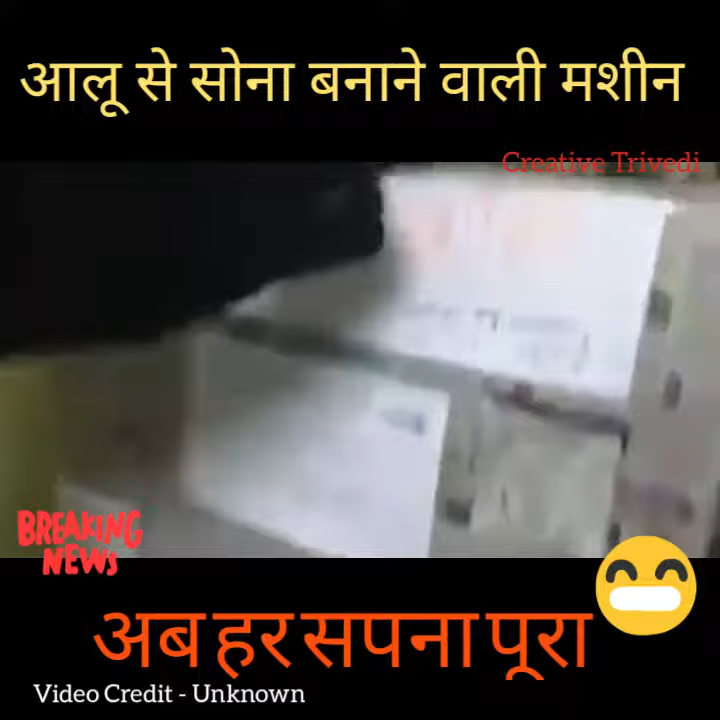 आलू से सोना बनाने वाली मशीन
Creative Trivedi
BREAKING
NEWS
अब हर सपना पूरा
Video Credit - Unknown